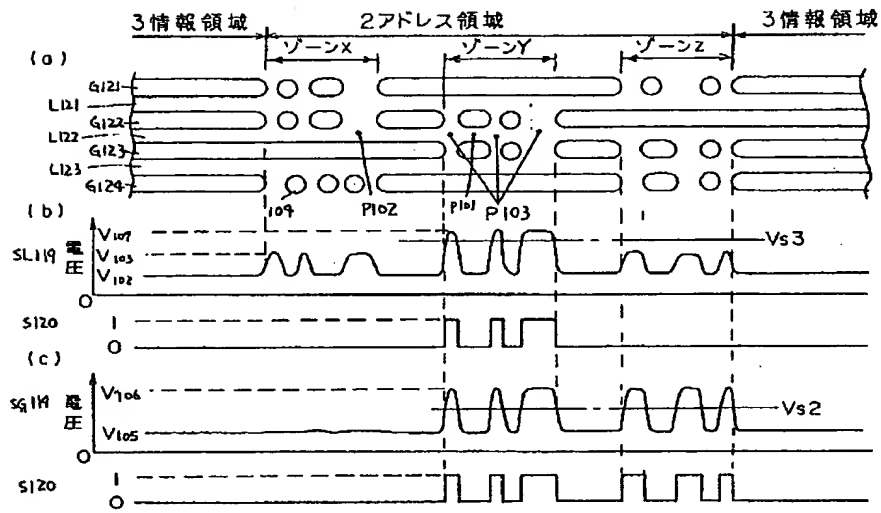 3情報領域 2アドレス領域 3情報領域
(a) ゾーンX ゾーンY ゾーンZ
G121
L121
G122
L122
G123
L123
G124
104 P102 P101 P103
(b)
SL119 電圧
V109
V103
V102
0
Vs3
S120
1
0
(c)
SG119 電圧
V106
V105
0
Vs2
S120
1
0